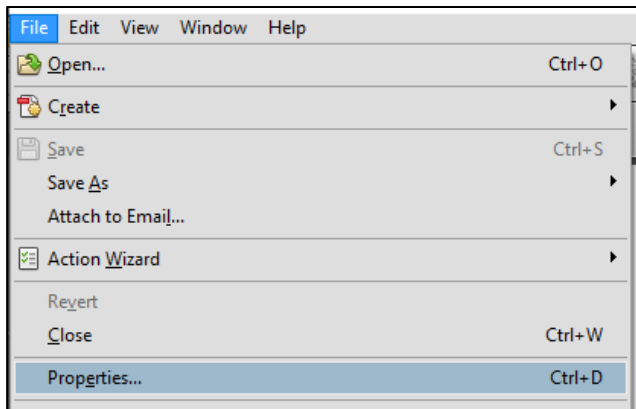 File Edit View Window Help
Open... Ctrl+O
Create
Save Ctrl+S
Save As
Attach to Email...
Action Wizard
Revert
Close Ctrl+W
Properties... Ctrl+D